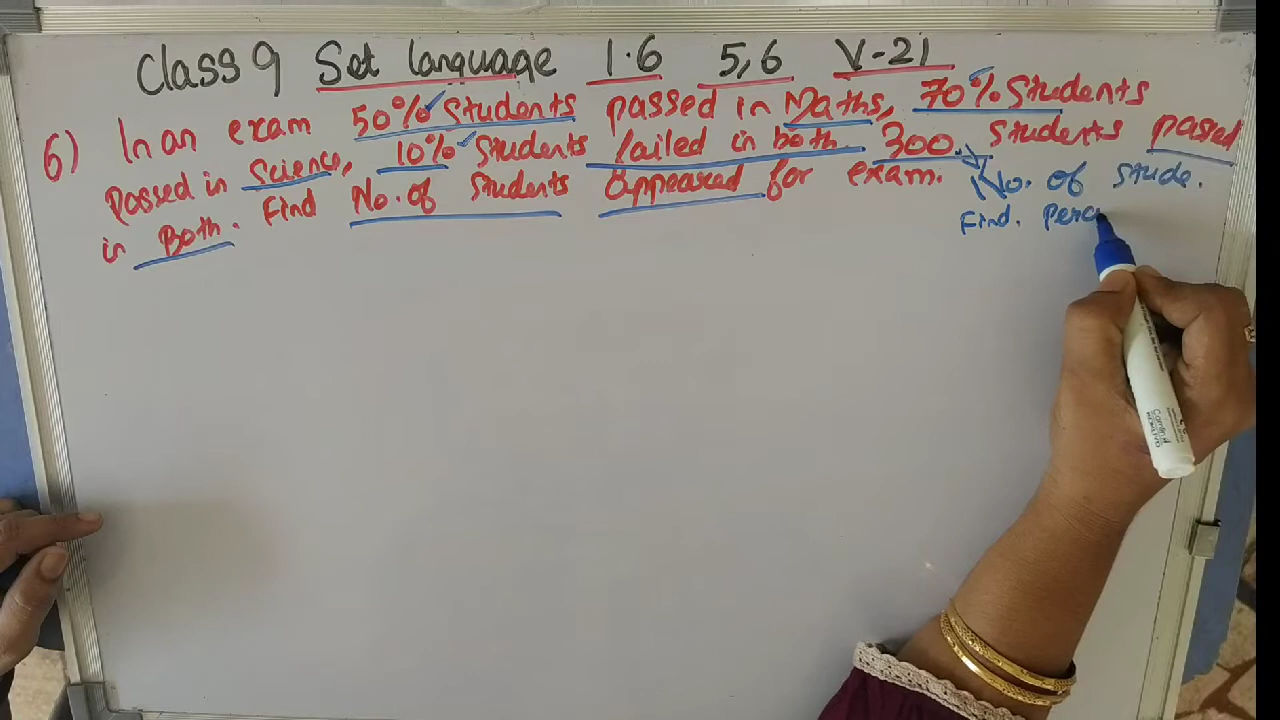 Class 9 Set language 1.6 5,6 V-21
6) In an exam 50% students passed in Maths, 70% students
passed in Science, 10% students failed in both. 300 students passed
in Both. Find No. of students appeared for exam.
No. of stude.
Find. perc